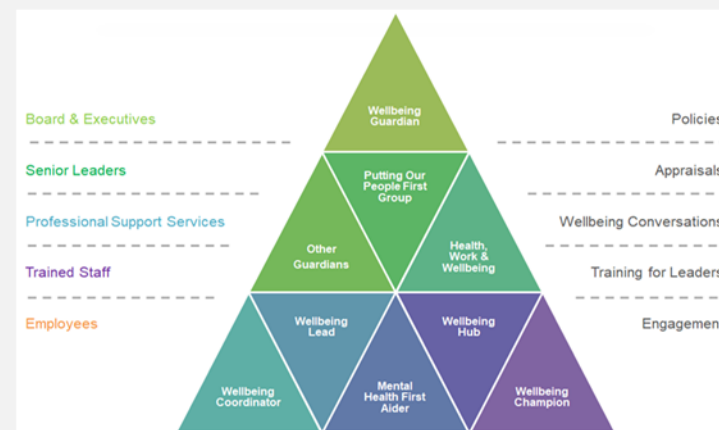 Wellbeing
Guardian
Board & Executives
Policies
Senior Leaders
Putting Our
People First
Group
Appraisals
Professional Support Services
Wellbeing Conversations
Other
Guardians
Health,
Work &
Wellbeing
Trained Staff
Training for Leaders
Employees
Wellbeing
Lead
Wellbeing
Hub
Engagemen
Wellbeing
Coordinator
Mental
Health First
Aider
Wellbeing
Champion